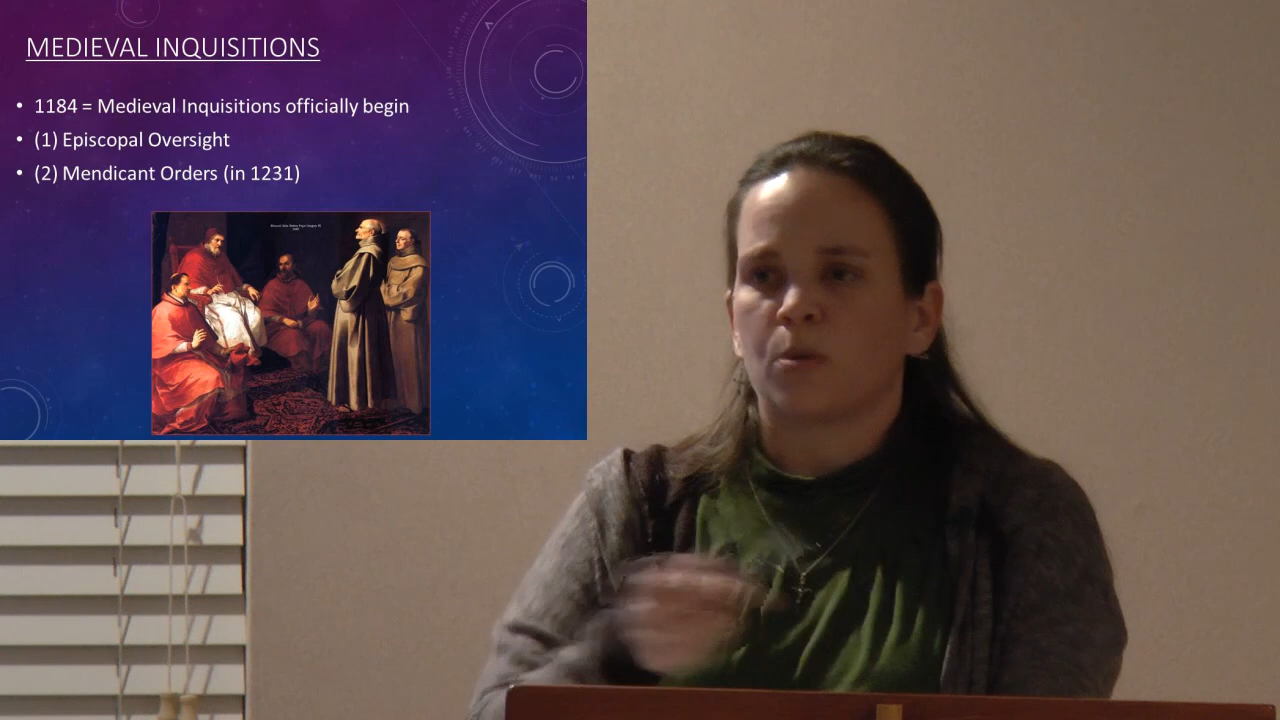 MEDIEVAL INQUISITIONS
• 1184 = Medieval Inquisitions officially begin
• (1) Episcopal Oversight
• (2) Mendicant Orders (in 1231)